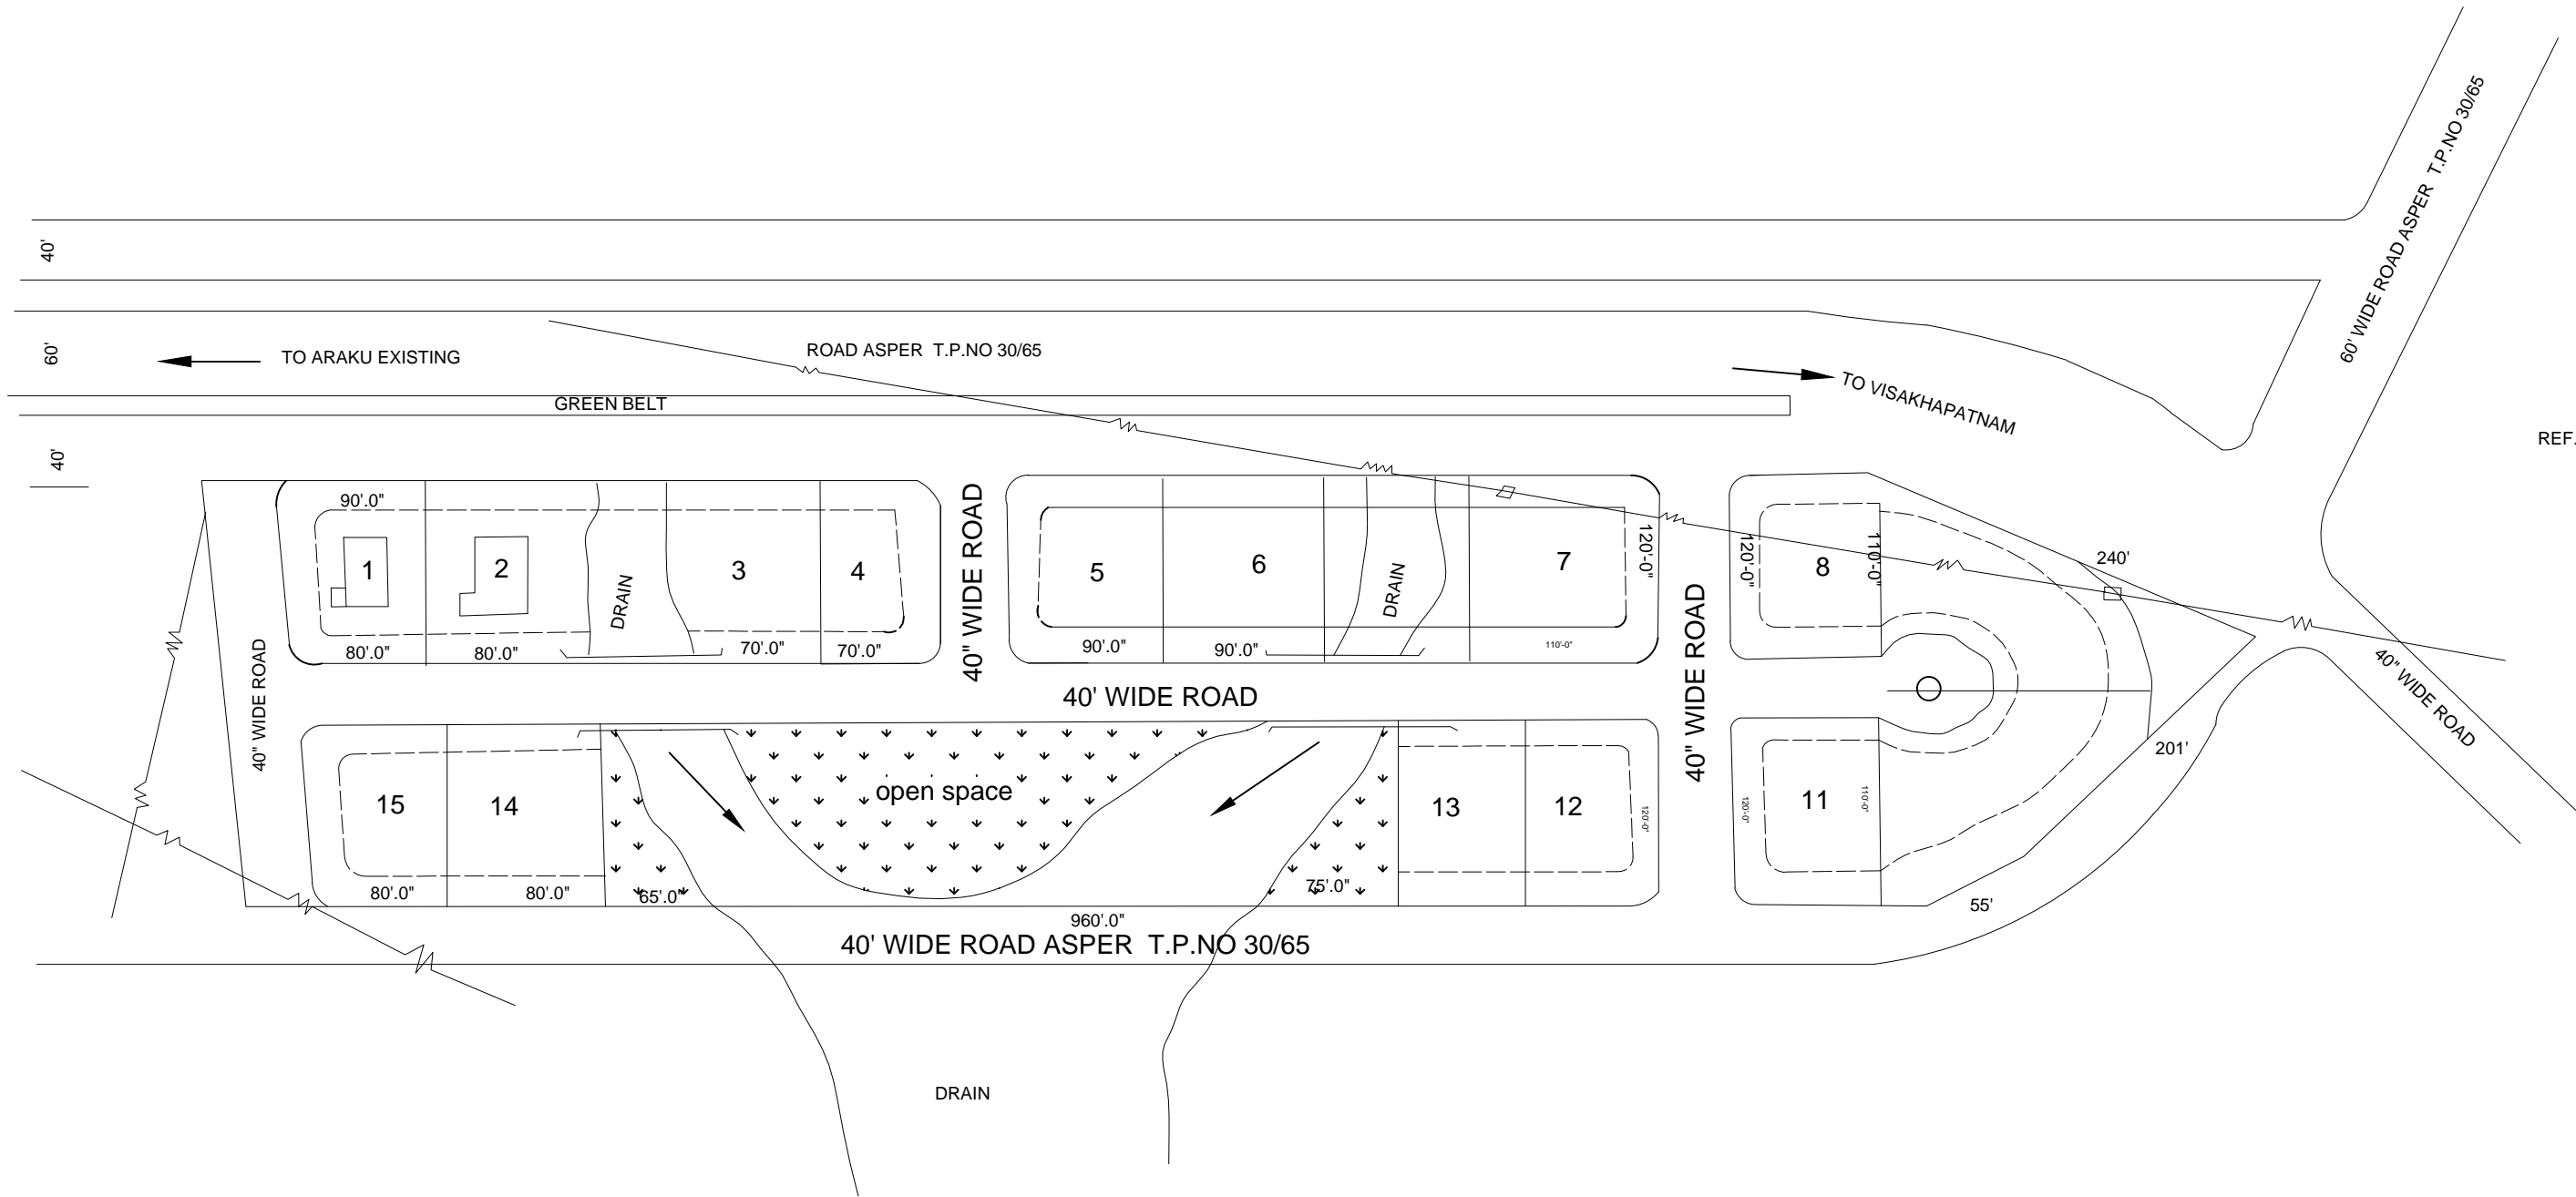 60' WIDE ROAD ASPER T.P.NO 30/65
40'
60'
TO ARAKU EXISTING
ROAD ASPER T.P.NO 30/65
TO VISAKHAPATNAM
GREEN BELT
40'
REF.
90'.0"
1
2
DRAIN
3
4
80'.0"
80'.0"
70'.0"
70'.0"
40" WIDE ROAD
40" WIDE ROAD
5
6
DRAIN
7
120'-0"
90'.0"
90'.0"
110'-0"
40' WIDE ROAD
40" WIDE ROAD
120'-0"
8
110'-0"
240'
40" WIDE ROAD
201'
15
14
80'.0"
80'.0"
65'.0"
open space
75'.0"
13
12
120'-0"
120'-0"
11
110'-0"
55'
960'.0"
40' WIDE ROAD ASPER T.P.NO 30/65
DRAIN